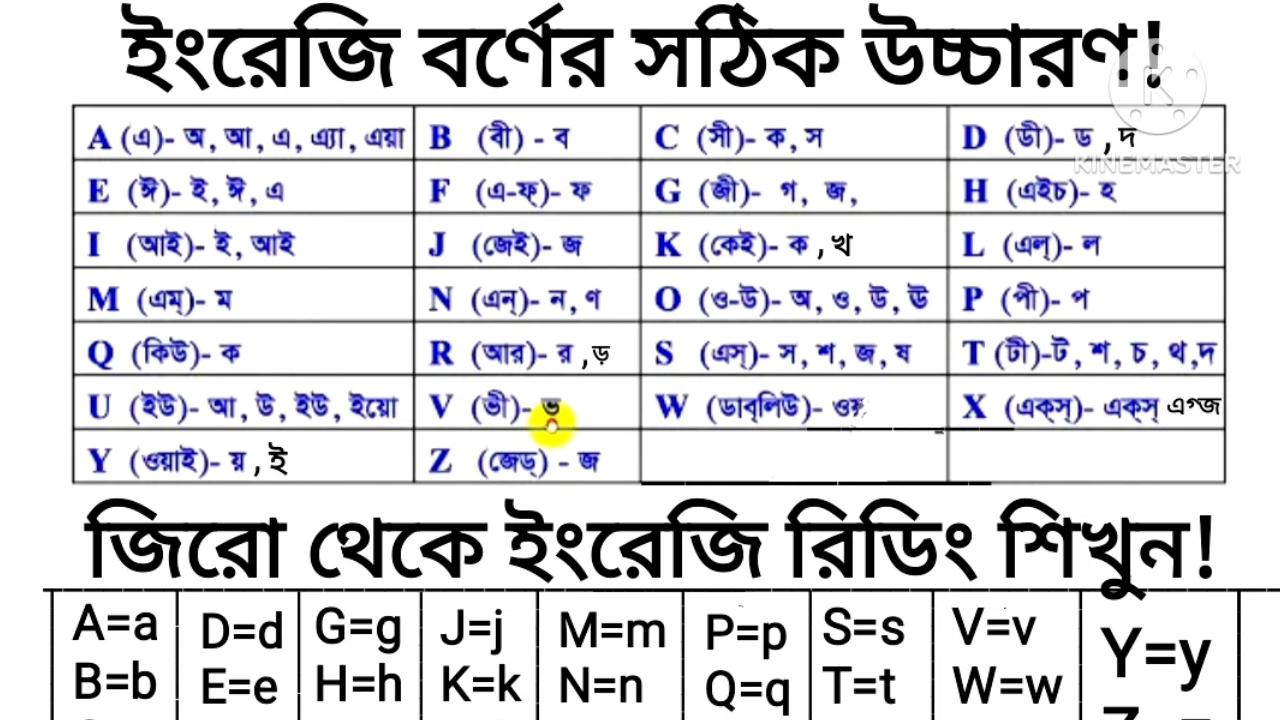 ইংরেজি বর্ণের সঠিক উচ্চারণ!
KINEMASTER
A (এ)- অ, আ, এ, এ্যা, এয়া B (বী) - ব C (সী)- ক, স D (ডী)- ড ,দ
E (ঈ)- ই, ঈ, এ F (এ-ফ্)- ফ G (জী)- গ, জ, H (এইচ)- হ
I (আই)- ই, আই J (জেই)- জ K (কেই)- ক ,খ L (এল্)- ল
M (এম্)- ম N (এন্)- ন, ণ O (ও-উ)- অ, ও, উ, ঊ P (পী)- প
Q (কিউ)- ক R (আর)- র ,ড় S (এস্)- স, শ, জ, ষ T (টী)-ট, শ, চ, থ,দ
U (ইউ)- আ, উ, ইউ, ইয়ো V (ভী)- ভ W (ডাব্‌লিউ)- X (এক্‌স্)- এক্‌স্ এগ্জ
Y (ওয়াই)- য় ,ই Z (জেড্) - জ
জিরো থেকে ইংরেজি রিডিং শিখুন!
A=a D=d G=g J=j M=m P=p S=s V=v Y=y
B=b E=e H=h K=k N=n Q=q T=t W=w